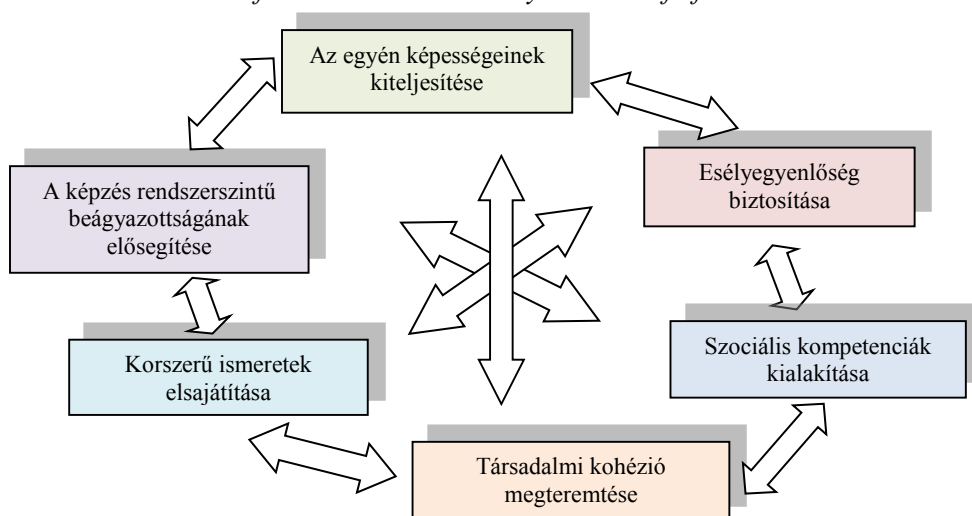 Az egyén képességeinek
kiteljesítése
Esélyegyenlőség
biztosítása
A képzés rendszerszintű
beágyazottságának
elősegítése
Szociális kompetenciák
kialakítása
Korszerű ismeretek
elsajátítása
Társadalmi kohézió
megteremtése